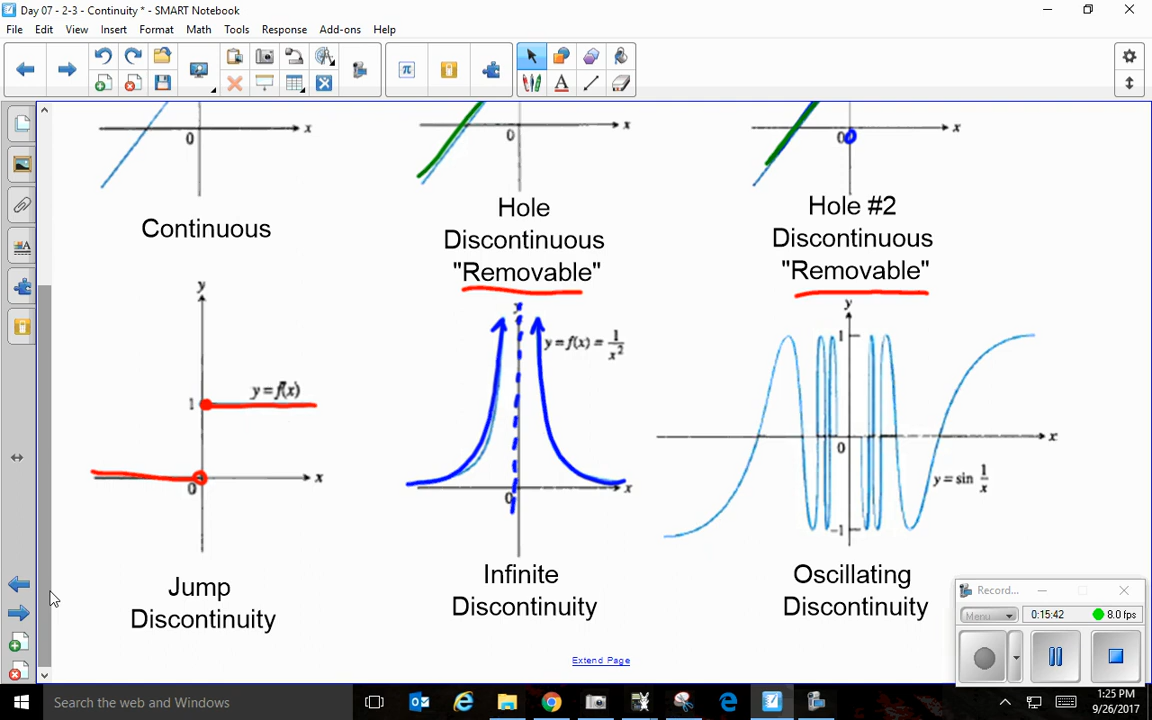 Day 07 - 2-3 - Continuity * - SMART Notebook
File Edit View Insert Format Math Tools Response Add-ons Help
π A
x
0
x
0
x
0
Continuous
Hole
Discontinuous
"Removable"
Hole #2
Discontinuous
"Removable"
y
y = f(x)
1
x
0
Jump
Discontinuity
y
y = f(x) = 1/x²
x
0
Infinite
Discontinuity
y
1
x
0
y = sin 1/x
-1
Oscillating
Discontinuity
Extend Page
Record...
Menu
0:15:42
8.0 fps
Search the web and Windows
1:25 PM
9/26/2017